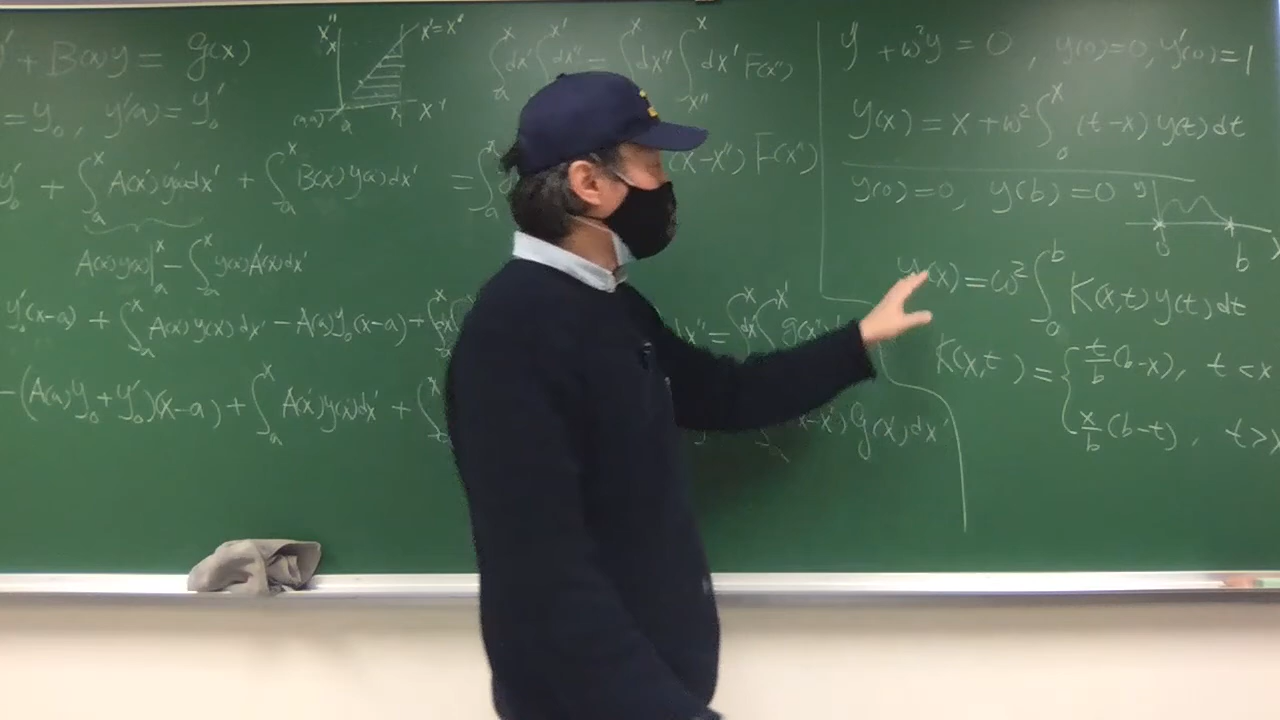 ' + B(x)y = g(x)
= y₀, y'(a) = y₀'
y₀' + ∫ₐˣ A(x')y'(x)dx' + ∫ₐˣ B(x')y(x)dx' = ∫ₐ
A(x)y(x)|ₐˣ − ∫ₐˣ y(x)A'(x)dx'
y₀'(x−a) + ∫ₐˣ A(x)y(x)dx' − A(a)y₀(x−a) +
dx'' = ∫ₐˣ dx' ∫ₐˣ' g(x'
−(A(a)y₀ + y₀')(x−a) + ∫ₐˣ A(x')y(x')dx' + ∫
x−x')g(x)dx'
x'' x x'=x'' (a,a) a x x'
∫ₐˣ dx' ∫ₐˣ' dx'' = ∫ₐˣ dx'' ∫ₓ''ˣ dx' F(x'')
(x−x'')F(x'')
y'' + ω²y = 0, y(0)=0, y'(0)=1
y(x) = x + ω² ∫₀ˣ (t−x) y(t) dt
y(0)=0, y(b)=0
y 0 b x
y(x) = ω² ∫₀ᵇ K(x,t) y(t) dt
K(x,t) = { t/b (b−x), t<x
x/b (b−t), t>x